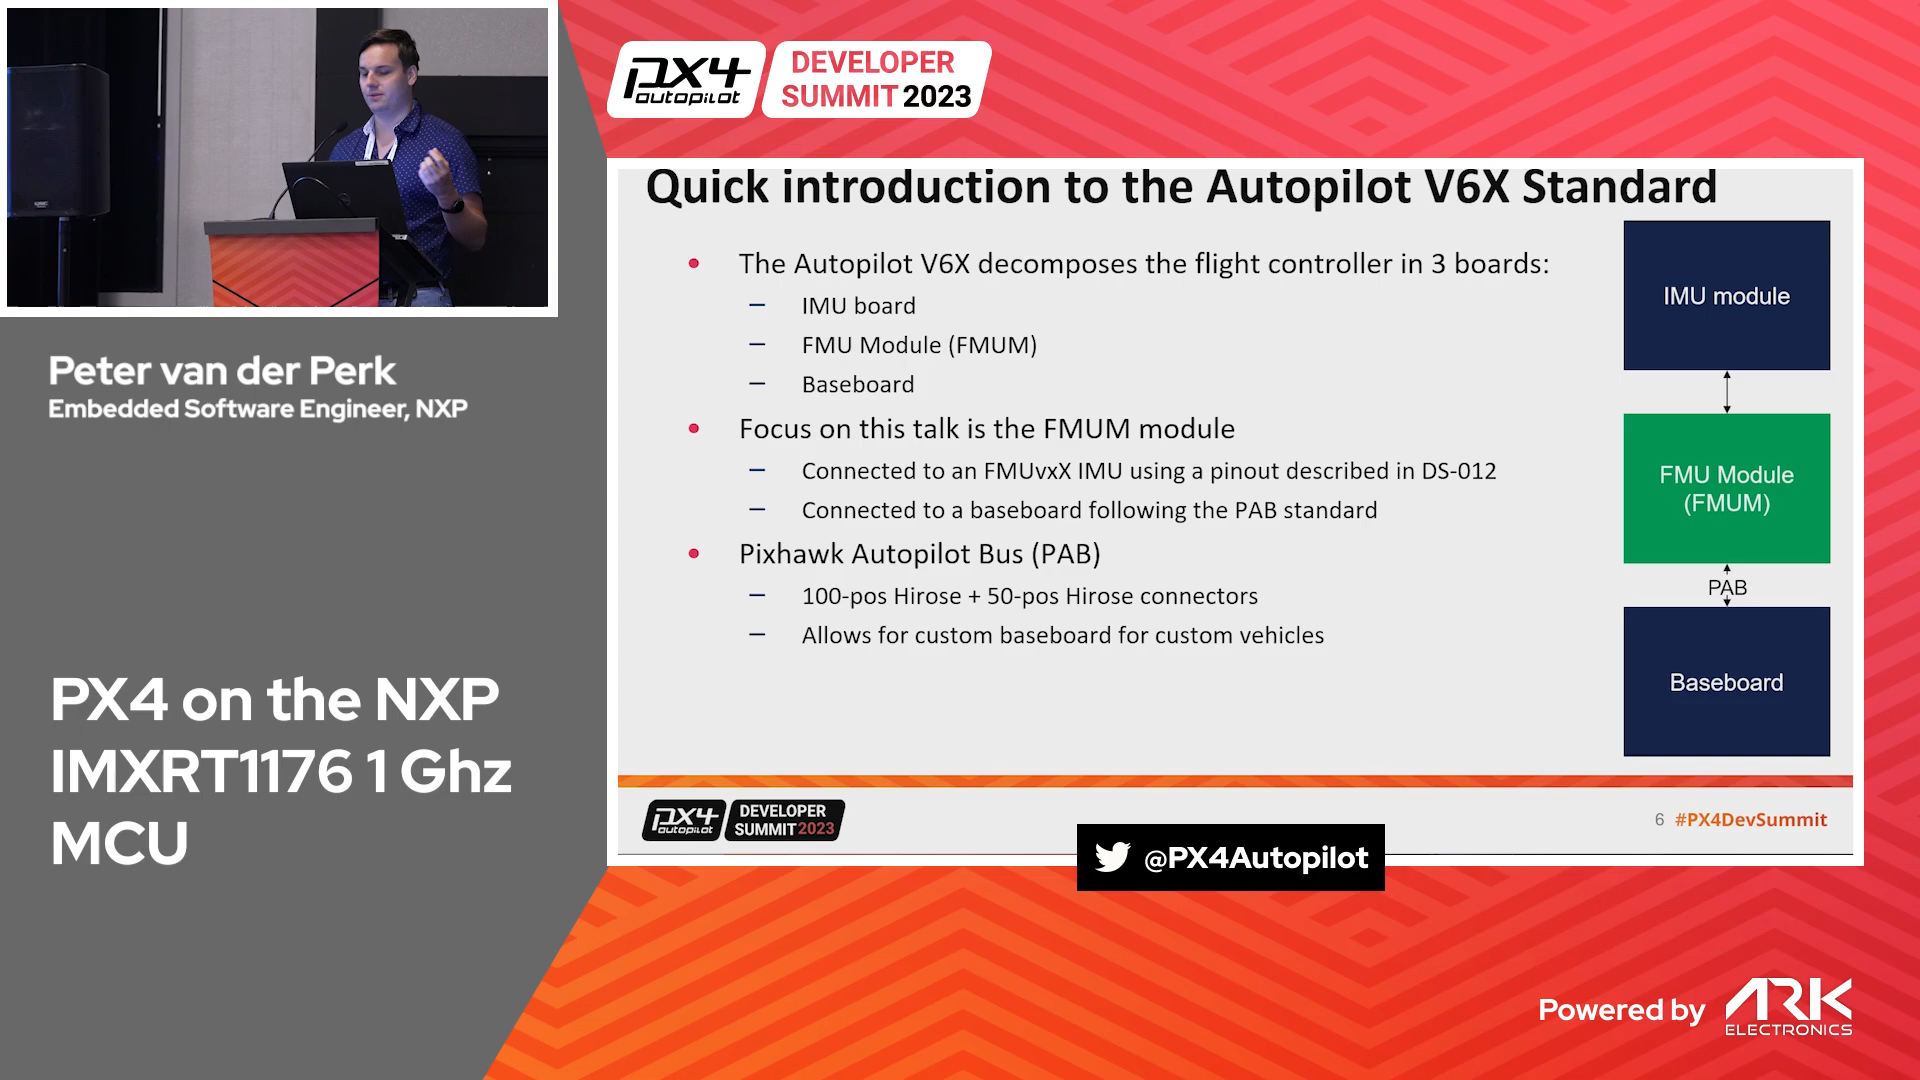 PX4
autopilot
DEVELOPER
SUMMIT 2023
Quick introduction to the Autopilot V6X Standard
• The Autopilot V6X decomposes the flight controller in 3 boards:
– IMU board
– FMU Module (FMUM)
– Baseboard
• Focus on this talk is the FMUM module
– Connected to an FMUvxX IMU using a pinout described in DS-012
– Connected to a baseboard following the PAB standard
• Pixhawk Autopilot Bus (PAB)
– 100-pos Hirose + 50-pos Hirose connectors
– Allows for custom baseboard for custom vehicles
IMU module
FMU Module
(FMUM)
PAB
Baseboard
PX4
autopilot
DEVELOPER
SUMMIT 2023
6 #PX4DevSummit
@PX4Autopilot
Peter van der Perk
Embedded Software Engineer, NXP
PX4 on the NXP
IMXRT1176 1 Ghz
MCU
Powered by
ARK
ELECTRONICS